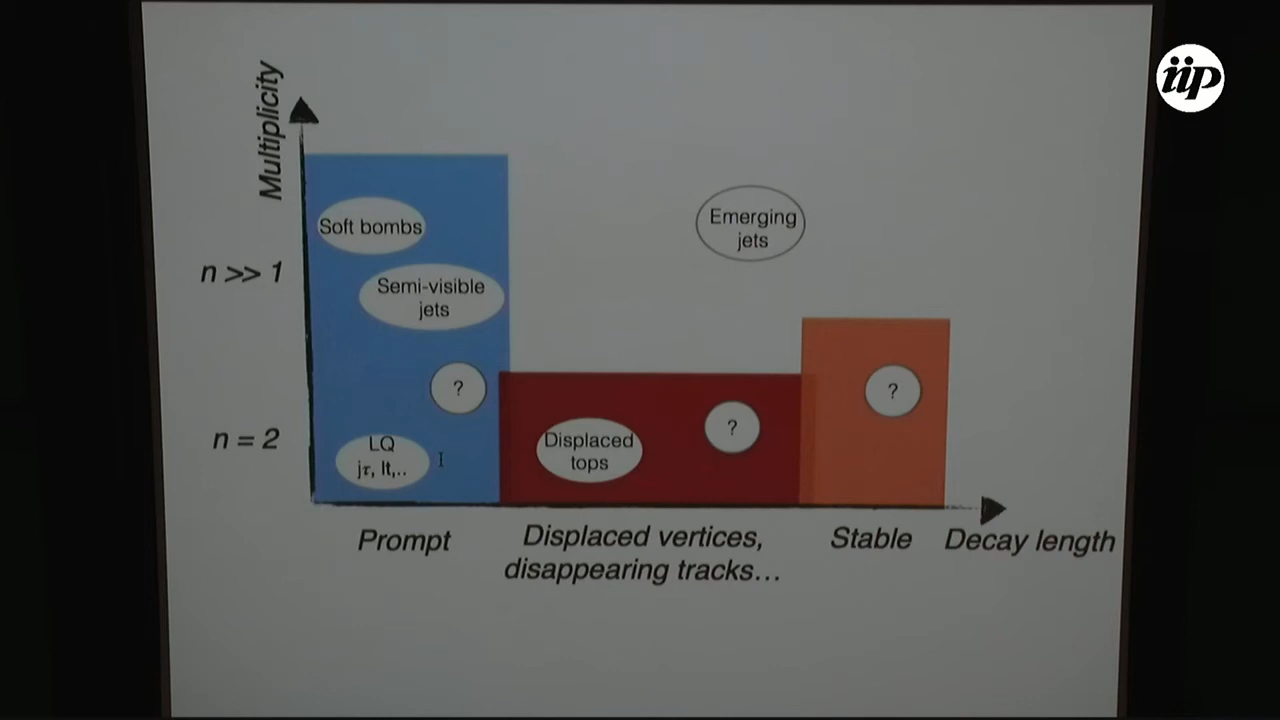 iip
Multiplicity
n >> 1
n = 2
Soft bombs
Semi-visible
jets
?
LQ
jτ, lt,..
Emerging
jets
Displaced
tops
?
?
Prompt
Displaced vertices,
disappearing tracks...
Stable
Decay length